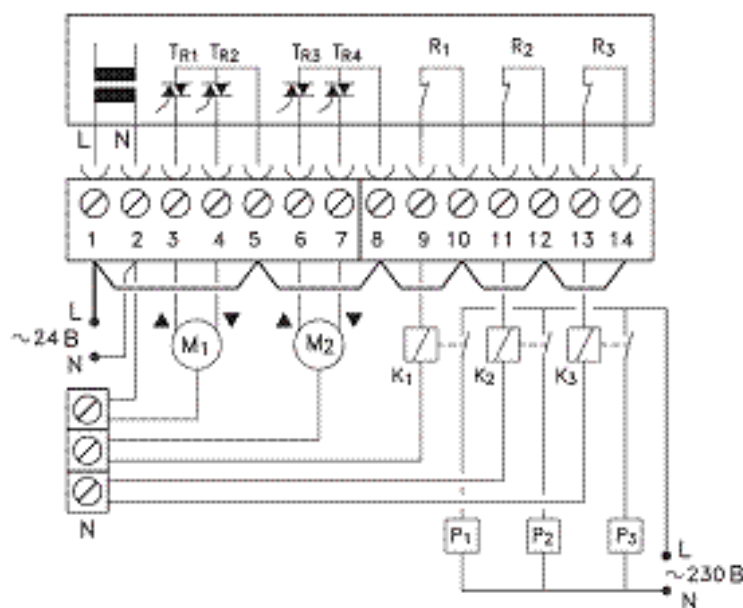 TR1 TR2 TR3 TR4 R1 R2 R3
L N
1 2 3 4 5 6 7 8 9 10 11 12 13 14
L
~24 В
N
▲ M1 ▼ ▲ M2 ▼
K1 K2 K3
N
P1 P2 P3
L
~230 В
N